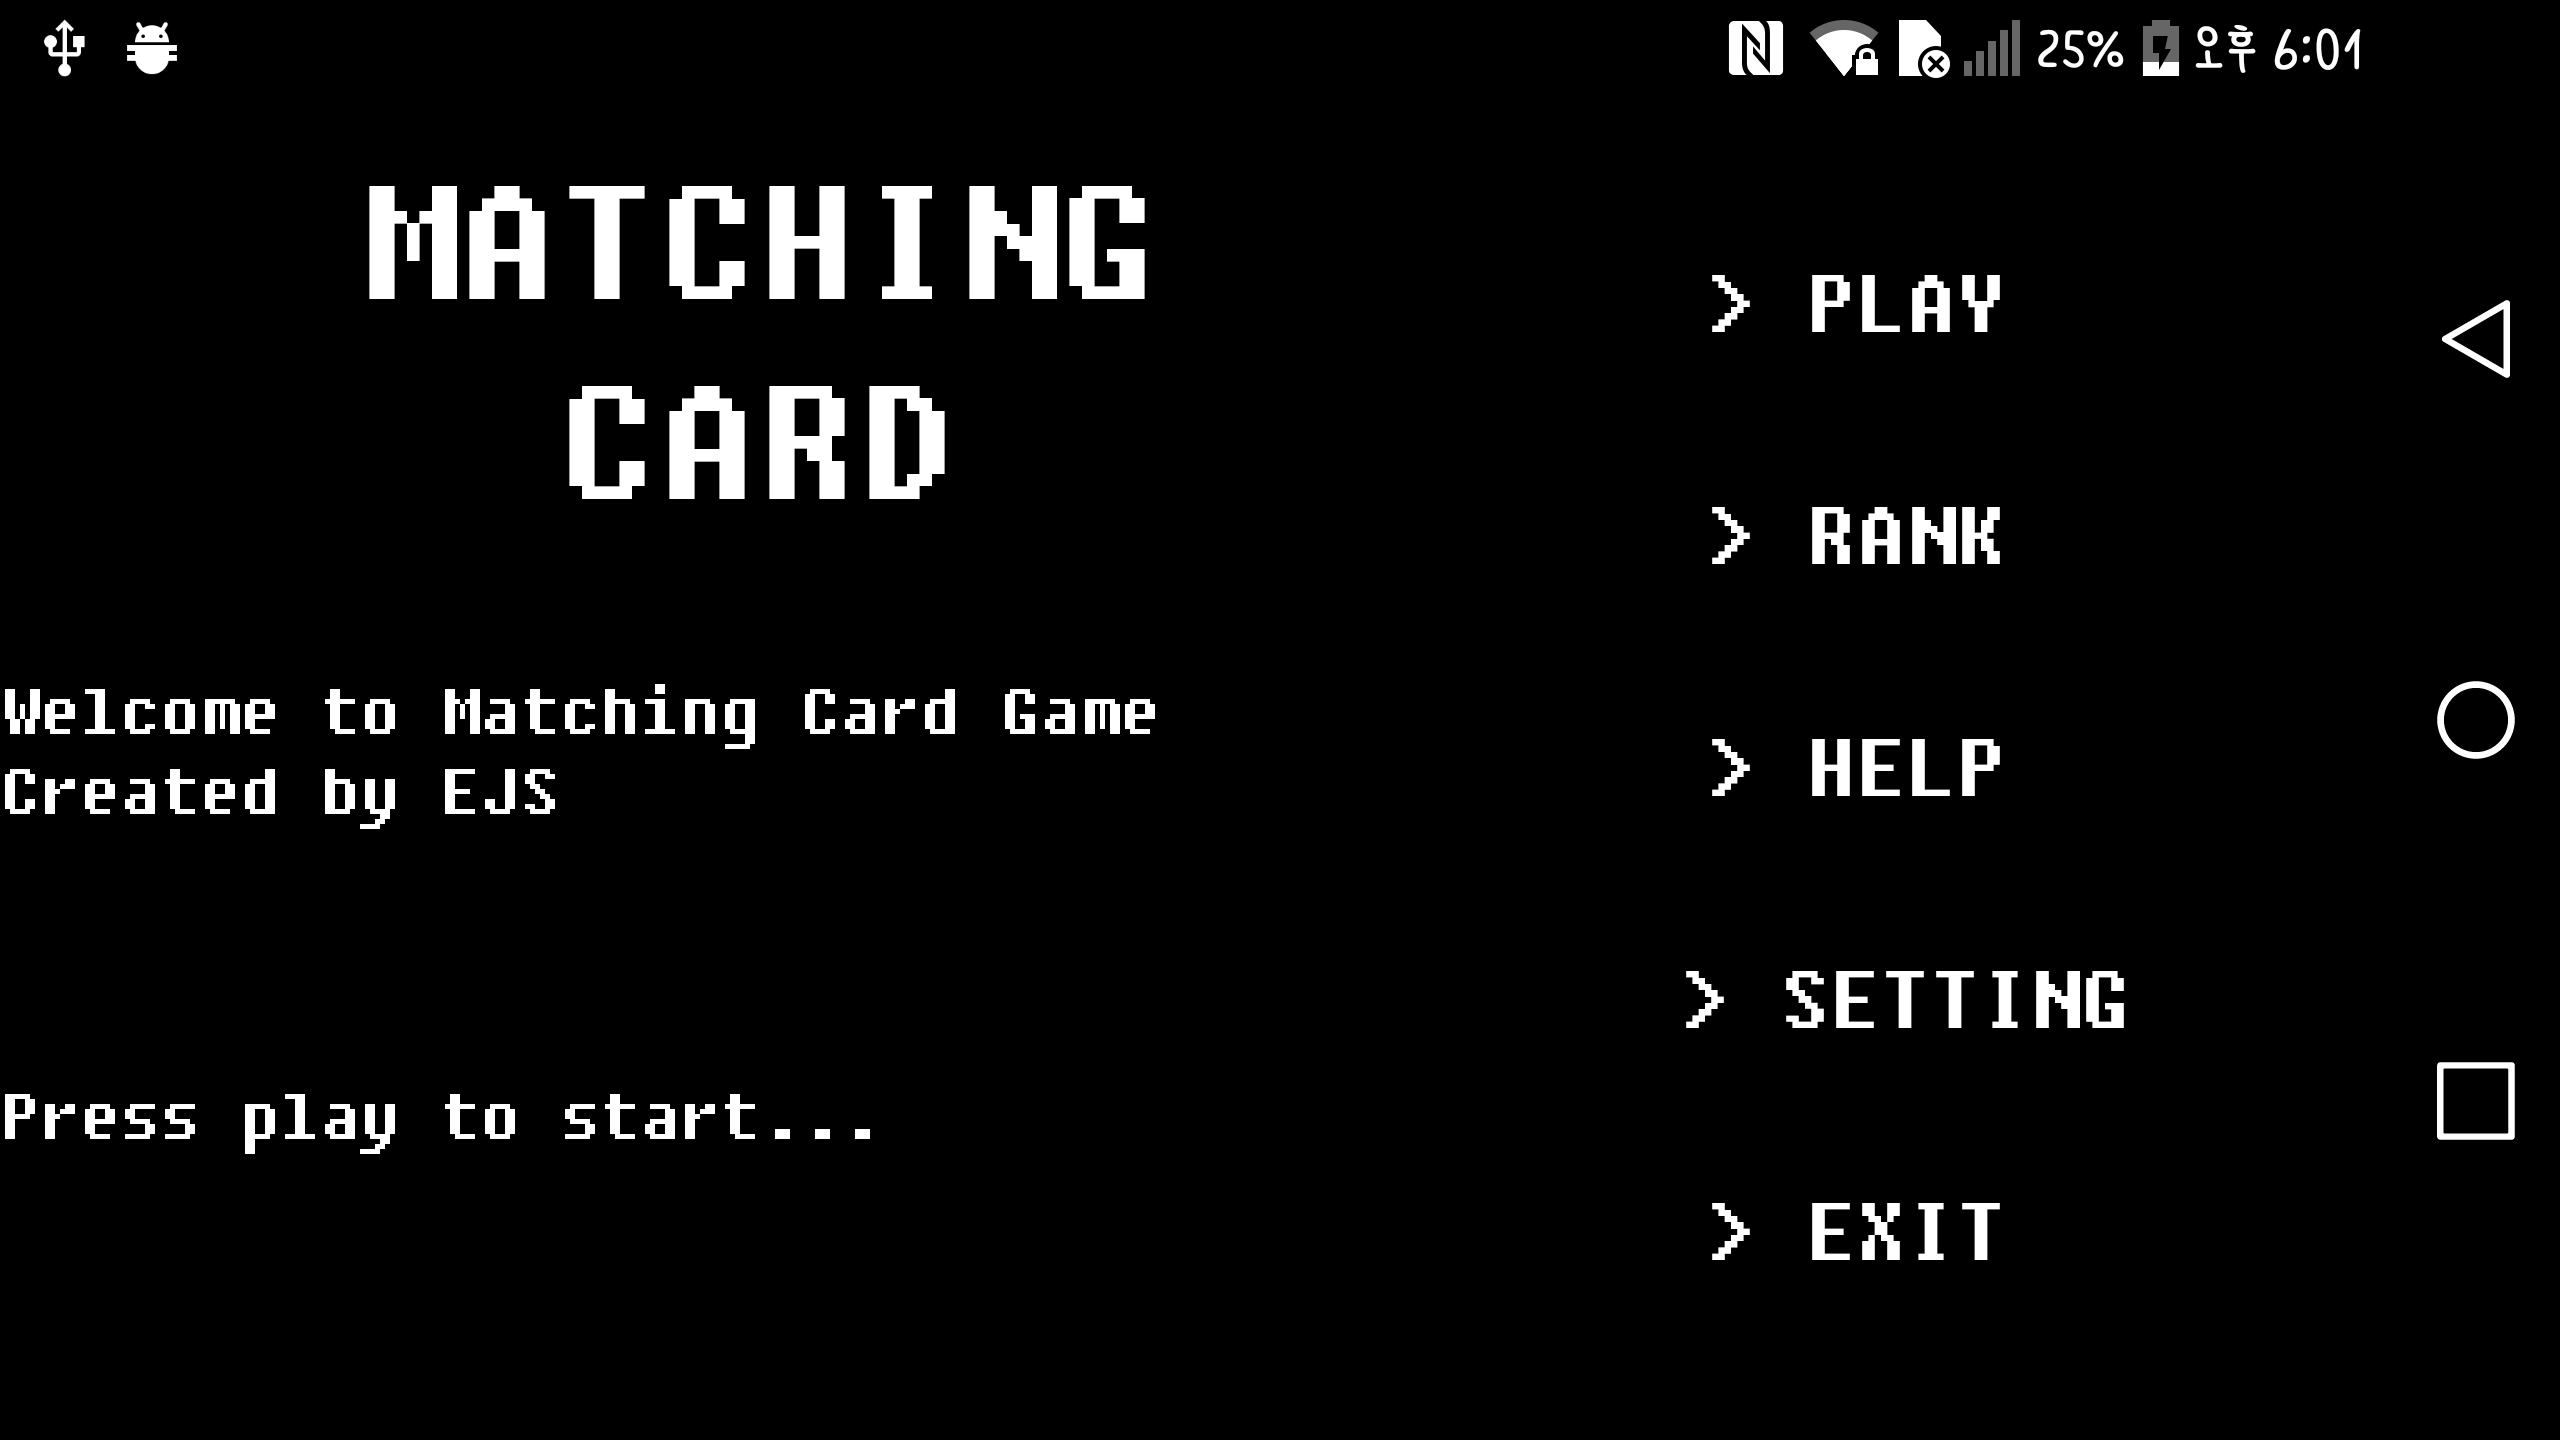 25% 오후 6:01
MATCHING
CARD
Welcome to Matching Card Game
Created by EJS
Press play to start...
> PLAY
> RANK
> HELP
> SETTING
> EXIT